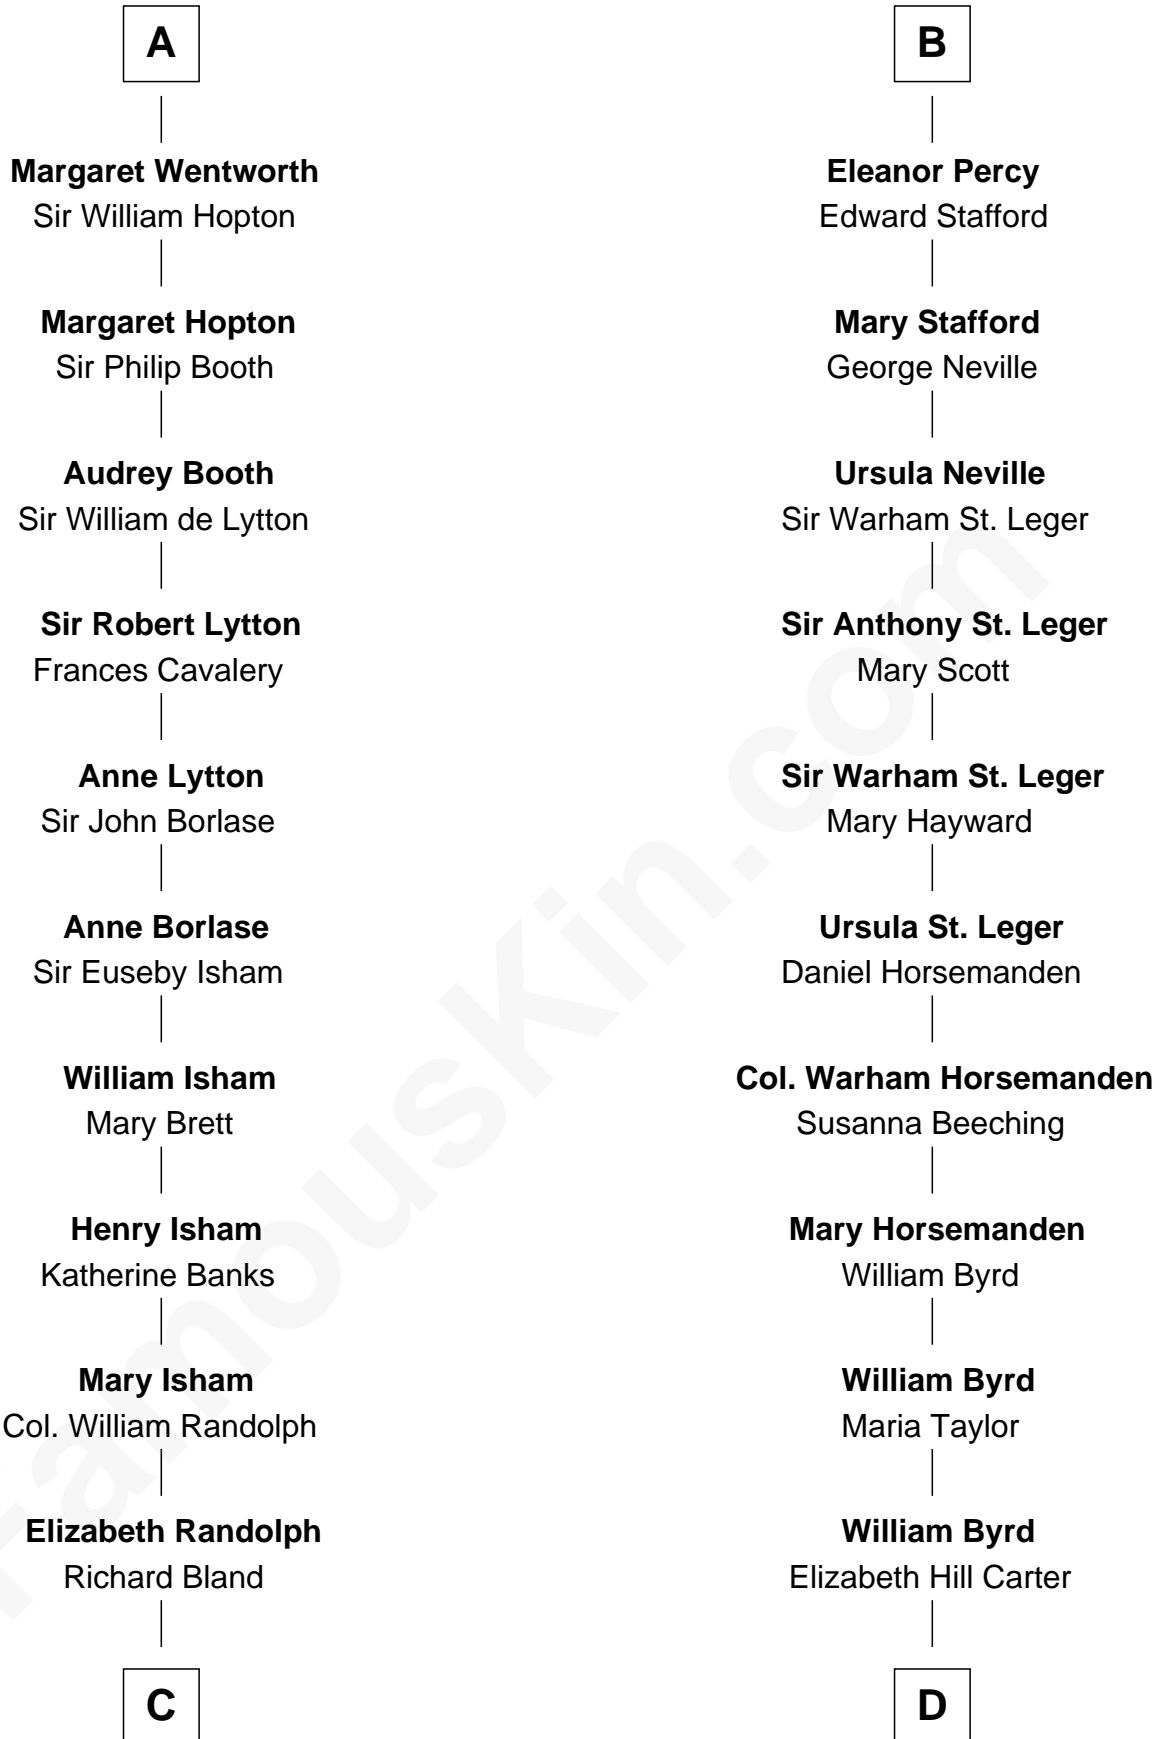 A
Margaret Wentworth
Sir William Hopton
Margaret Hopton
Sir Philip Booth
Audrey Booth
Sir William de Lytton
Sir Robert Lytton
Frances Cavalery
Anne Lytton
Sir John Borlase
Anne Borlase
Sir Euseby Isham
William Isham
Mary Brett
Henry Isham
Katherine Banks
Mary Isham
Col. William Randolph
Elizabeth Randolph
Richard Bland
C
B
Eleanor Percy
Edward Stafford
Mary Stafford
George Neville
Ursula Neville
Sir Warham St. Leger
Sir Anthony St. Leger
Mary Scott
Sir Warham St. Leger
Mary Hayward
Ursula St. Leger
Daniel Horsemanden
Col. Warham Horsemanden
Susanna Beeching
Mary Horsemanden
William Byrd
William Byrd
Maria Taylor
William Byrd
Elizabeth Hill Carter
D
FamousKin.com